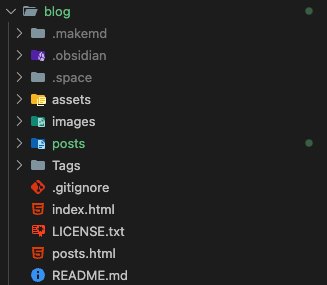 blog
.makemd
.obsidian
.space
assets
images
posts
Tags
.gitignore
index.html
LICENSE.txt
posts.html
README.md